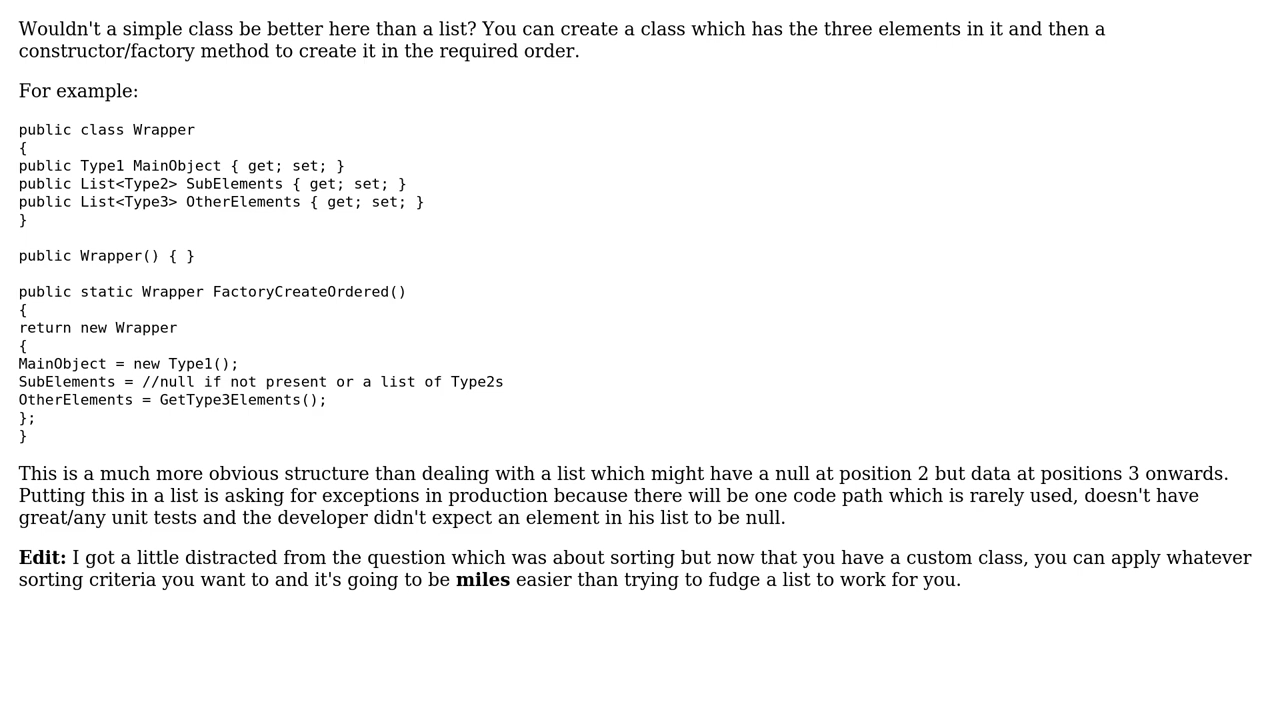 Wouldn't a simple class be better here than a list? You can create a class which has the three elements in it and then a
constructor/factory method to create it in the required order.
For example:
public class Wrapper
{
public Type1 MainObject { get; set; }
public List<Type2> SubElements { get; set; }
public List<Type3> OtherElements { get; set; }
}
public Wrapper() { }
public static Wrapper FactoryCreateOrdered()
{
return new Wrapper
{
MainObject = new Type1();
SubElements = //null if not present or a list of Type2s
OtherElements = GetType3Elements();
};
}
This is a much more obvious structure than dealing with a list which might have a null at position 2 but data at positions 3 onwards.
Putting this in a list is asking for exceptions in production because there will be one code path which is rarely used, doesn't have
great/any unit tests and the developer didn't expect an element in his list to be null.
Edit: I got a little distracted from the question which was about sorting but now that you have a custom class, you can apply whatever
sorting criteria you want to and it's going to be miles easier than trying to fudge a list to work for you.